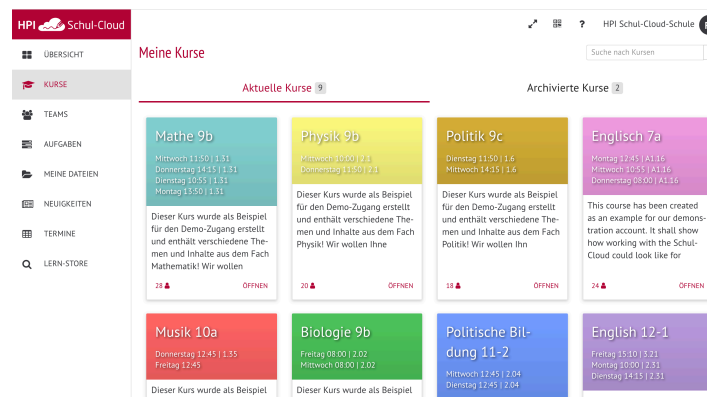 HPI Schul-Cloud
? HPI Schul-Cloud-Schule
ÜBERSICHT
KURSE
TEAMS
AUFGABEN
MEINE DATEIEN
NEUIGKEITEN
TERMINE
LERN-STORE
Meine Kurse
Suche nach Kursen
Aktuelle Kurse 9
Archivierte Kurse 2
Mathe 9b
Mittwoch 11:50 | 1.31
Donnerstag 14:15 | 1.31
Dienstag 10:55 | 1.31
Montag 13:50 | 1.31
Dieser Kurs wurde als Beispiel
für den Demo-Zugang erstellt
und enthält verschiedene The-
men und Inhalte aus dem Fach
Mathematik! Wir wollen
28
ÖFFNEN
Physik 9b
Mittwoch 10:00 | 2.1
Donnerstag 11:50 | 2.1
Dieser Kurs wurde als Beispiel
für den Demo-Zugang erstellt
und enthält verschiedene The-
men und Inhalte aus dem Fach
Physik! Wir wollen Ihne
20
ÖFFNEN
Politik 9c
Dienstag 11:50 | 1.6
Mittwoch 14:15 | 1.6
Dieser Kurs wurde als Beispiel
für den Demo-Zugang erstellt
und enthält verschiedene The-
men und Inhalte aus dem Fach
Politik! Wir wollen Ihn
18
ÖFFNEN
Englisch 7a
Montag 12:45 | A1.16
Mittwoch 10:55 | A1.16
Donnerstag 08:00 | A1.16
This course has been created
as an example for our demons-
tration account. It shall show
how working with the Schul-
Cloud could look like for
24
ÖFFNEN
Musik 10a
Donnerstag 12:45 | 1.35
Freitag 12:45
Dieser Kurs wurde als Beispiel
Biologie 9b
Freitag 08:00 | 2.02
Mittwoch 08:00 | 2.02
Dieser Kurs wurde als Beispiel
Politische Bil-
dung 11-2
Mittwoch 12:45 | 2.04
Dienstag 12:45 | 2.04
English 12-1
Freitag 15:10 | 3.21
Montag 10:00 | 2.31
Dienstag 14:15 | 2.31